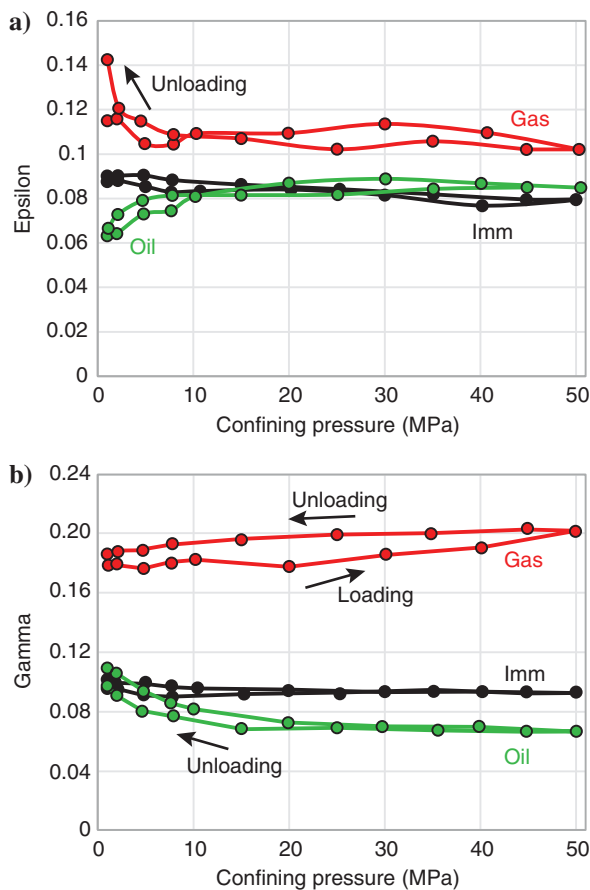 a)
0.16
0.14
0.12
0.1
0.08
0.06
0.04
0.02
0
Epsilon
Unloading
Gas
Imm
Oil
0 10 20 30 40 50
Confining pressure (MPa)
b)
0.24
0.20
0.16
0.12
0.08
0.04
0
Gamma
Unloading
Gas
Loading
Imm
Unloading
Oil
0 10 20 30 40 50
Confining pressure (MPa)